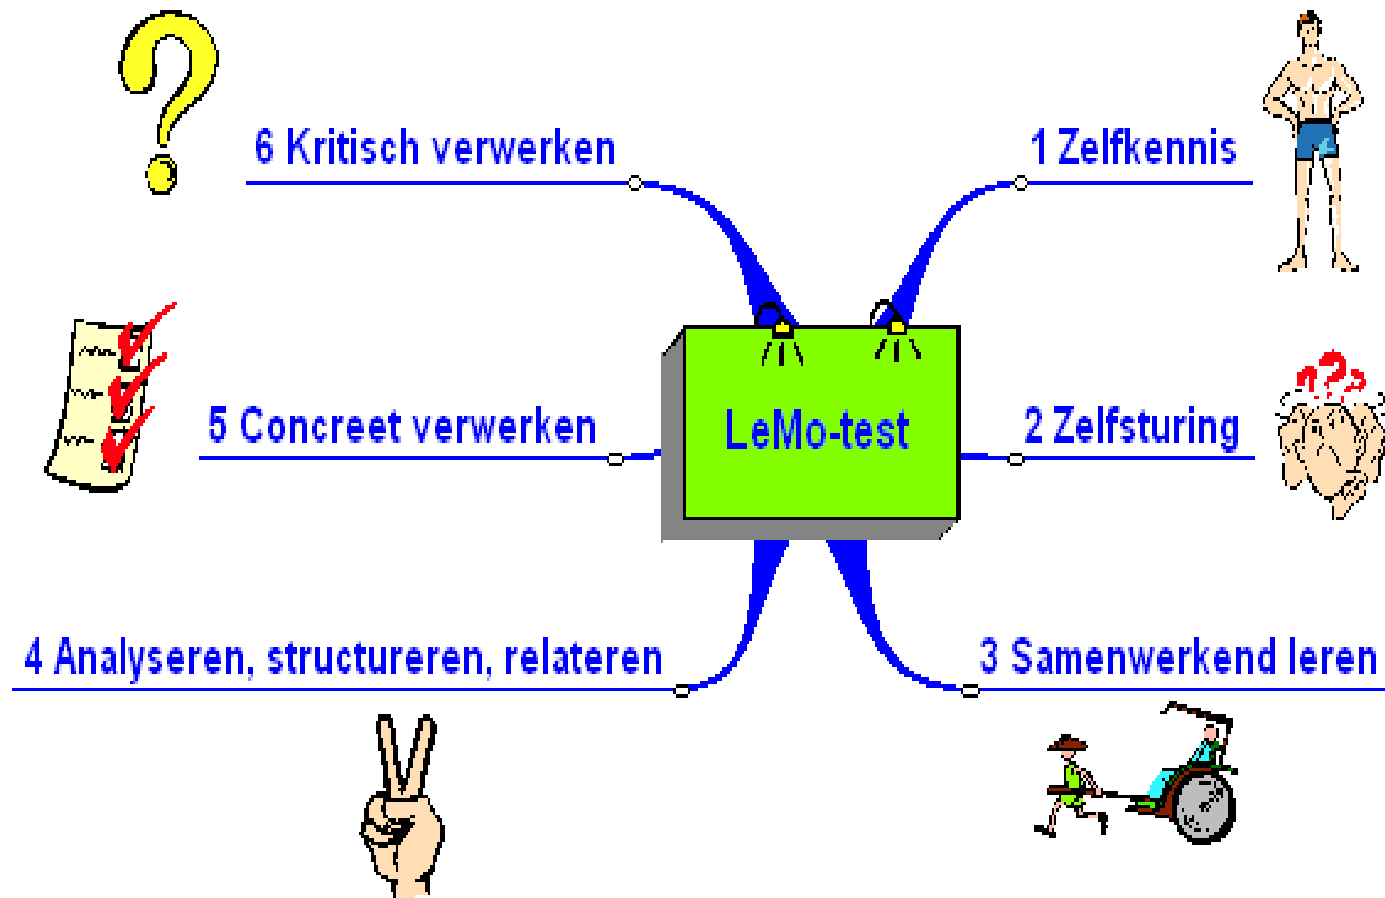 6 Kritisch verwerken
1 Zelfkennis
5 Concreet verwerken
LeMo-test
2 Zelfsturing
4 Analyseren, structureren, relateren
3 Samenwerkend leren